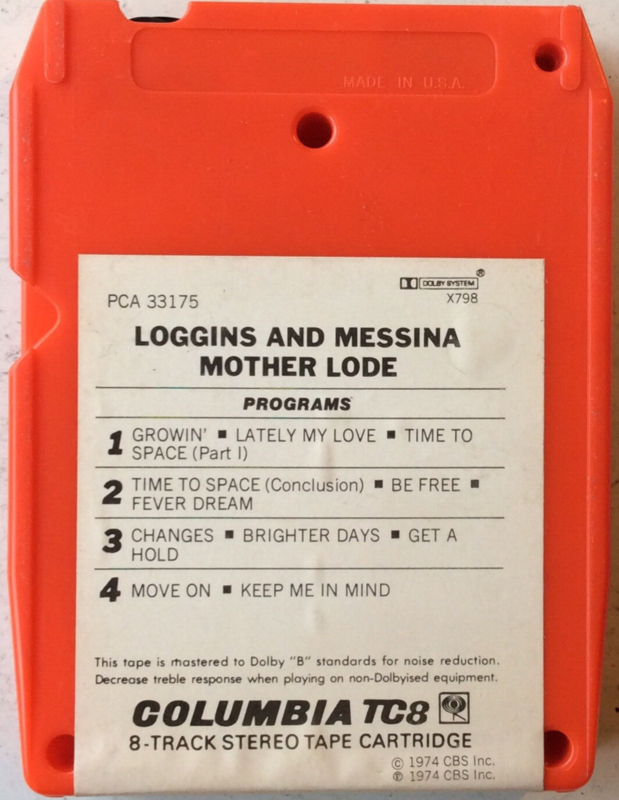 MADE IN U.S.A.
DOLBY SYSTEM ®
PCA 33175 X798
LOGGINS AND MESSINA
MOTHER LODE
PROGRAMS
1 GROWIN' ■ LATELY MY LOVE ■ TIME TO
SPACE (Part I)
2 TIME TO SPACE (Conclusion) ■ BE FREE ■
FEVER DREAM
3 CHANGES ■ BRIGHTER DAYS ■ GET A
HOLD
4 MOVE ON ■ KEEP ME IN MIND
This tape is mastered to Dolby "B" standards for noise reduction.
Decrease treble response when playing on non-Dolbyised equipment.
COLUMBIA TC8
8-TRACK STEREO TAPE CARTRIDGE
© 1974 CBS Inc.
℗ 1974 CBS Inc.